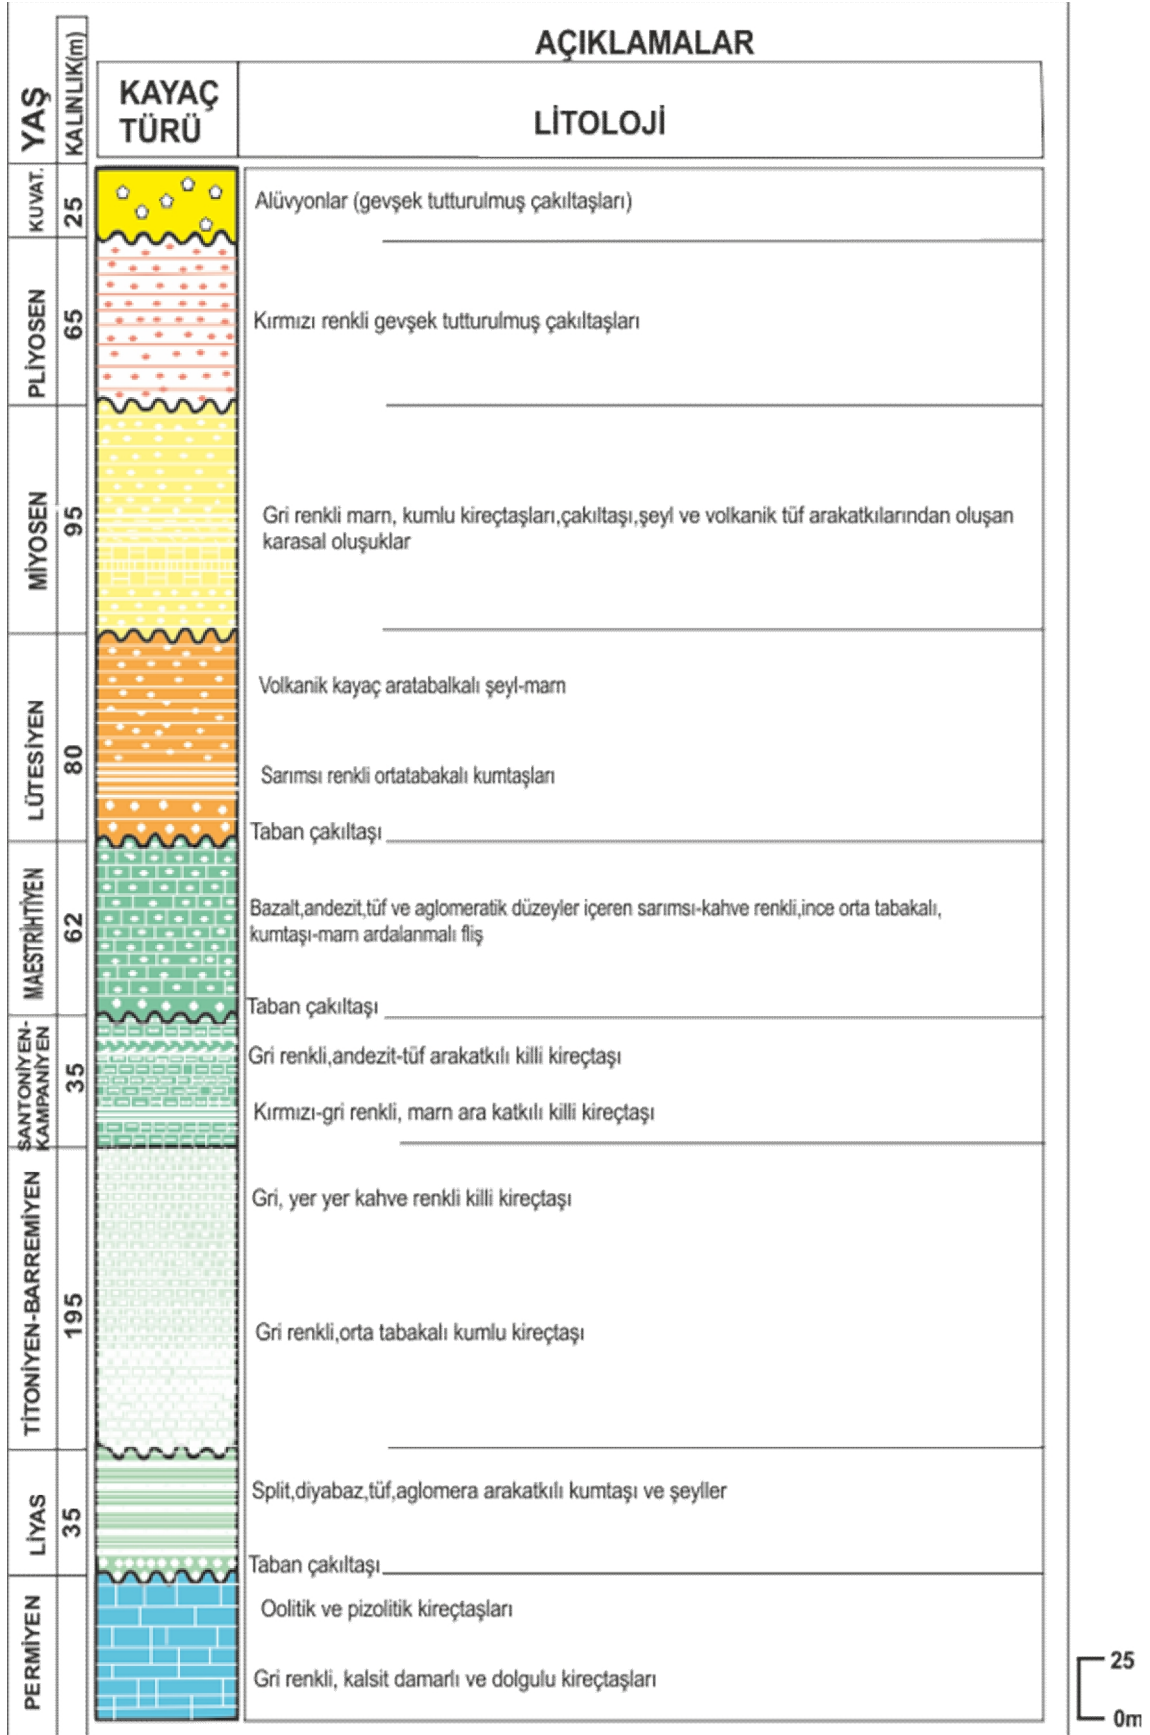 AÇIKLAMALAR
YAŞ
KALINLIK(m)
KAYAÇ
TÜRÜ
LİTOLOJİ
KUVAT.
25
Alüvyonlar (gevşek tutturulmuş çakıltaşları)
PLİYOSEN
65
Kırmızı renkli gevşek tutturulmuş çakıltaşları
MİYOSEN
95
Gri renkli marn, kumlu kireçtaşları,çakıltaşı,şeyl ve volkanik tüf arakatkılarından oluşan
karasal oluşuklar
LÜTESİYEN
80
Volkanik kayaç aratabalkalı şeyl-marn
Sarımsı renkli ortatabakalı kumtaşları
Taban çakıltaşı
MAESTRİHTİYEN
62
Bazalt,andezit,tüf ve aglomeratik düzeyler içeren sarımsı-kahve renkli,ince orta tabakalı,
kumtaşı-marn ardalanmalı fliş
Taban çakıltaşı
SANTONİYEN-
KAMPANİYEN
35
Gri renkli,andezit-tüf arakatkılı killi kireçtaşı
Kırmızı-gri renkli, marn ara katkılı killi kireçtaşı
TİTONİYEN-BARREMİYEN
195
Gri, yer yer kahve renkli killi kireçtaşı
Gri renkli,orta tabakalı kumlu kireçtaşı
LİYAS
35
Split,diyabaz,tüf,aglomera arakatkılı kumtaşı ve şeyller
Taban çakıltaşı
PERMİYEN
Oolitik ve pizolitik kireçtaşları
Gri renkli, kalsit damarlı ve dolgulu kireçtaşları
25
0m